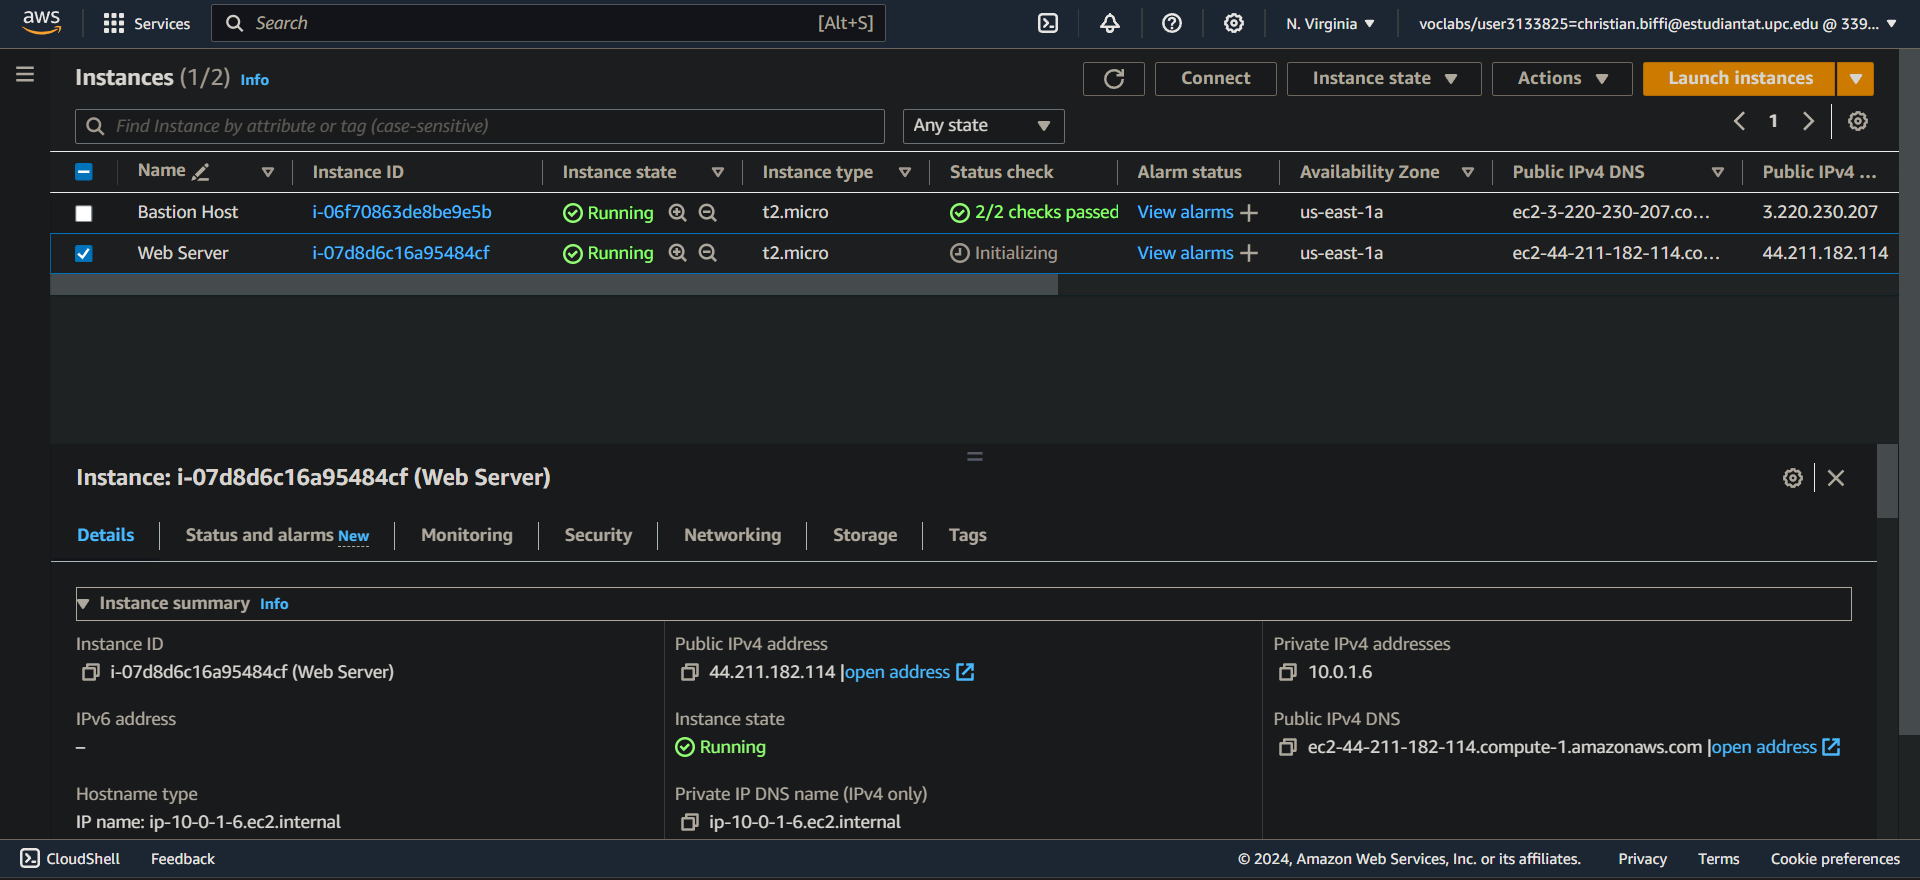 aws Services Search [Alt+S] N. Virginia voclabs/user3133825=christian.biffi@estudiantat.upc.edu @ 339...
Instances (1/2) Info Connect Instance state Actions Launch instances
Find Instance by attribute or tag (case-sensitive) Any state 1
Name Instance ID Instance state Instance type Status check Alarm status Availability Zone Public IPv4 DNS Public IPv4 ...
Bastion Host i-06f70863de8be9e5b Running t2.micro 2/2 checks passed View alarms us-east-1a ec2-3-220-230-207.co... 3.220.230.207
Web Server i-07d8d6c16a95484cf Running t2.micro Initializing View alarms us-east-1a ec2-44-211-182-114.co... 44.211.182.114
Instance: i-07d8d6c16a95484cf (Web Server)
Details Status and alarms New Monitoring Security Networking Storage Tags
Instance summary Info
Instance ID Public IPv4 address Private IPv4 addresses
i-07d8d6c16a95484cf (Web Server) 44.211.182.114 |open address 10.0.1.6
IPv6 address Instance state Public IPv4 DNS
– Running ec2-44-211-182-114.compute-1.amazonaws.com |open address
Hostname type Private IP DNS name (IPv4 only)
IP name: ip-10-0-1-6.ec2.internal ip-10-0-1-6.ec2.internal
CloudShell Feedback © 2024, Amazon Web Services, Inc. or its affiliates. Privacy Terms Cookie preferences